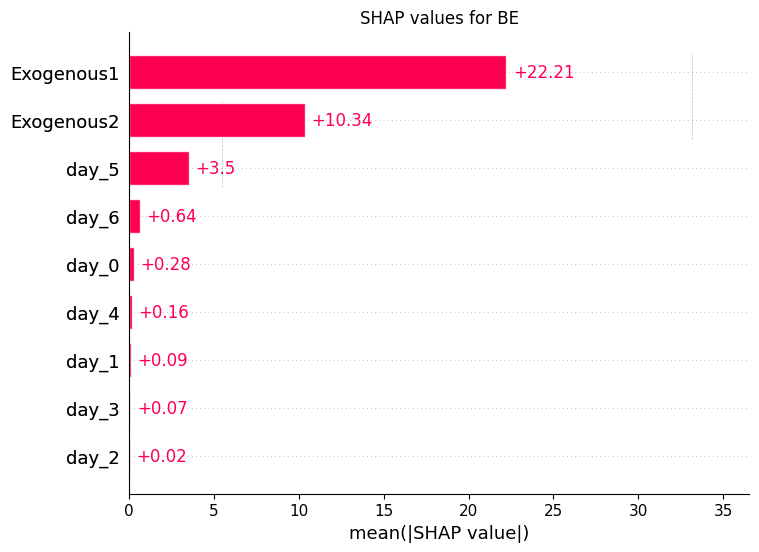 SHAP values for BE
Exogenous1 +22.21
Exogenous2 +10.34
day_5 +3.5
day_6 +0.64
day_0 +0.28
day_4 +0.16
day_1 +0.09
day_3 +0.07
day_2 +0.02
0 5 10 15 20 25 30 35
mean(|SHAP value|)